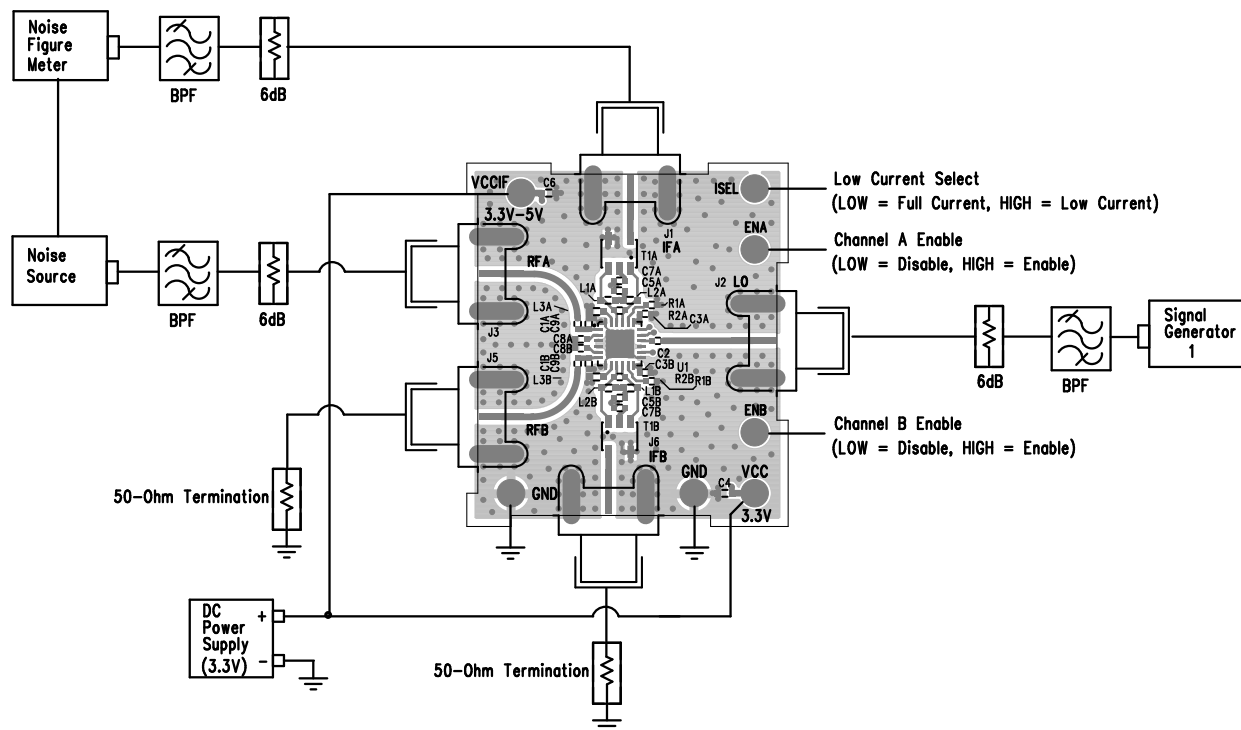 Noise
Figure
Meter
BPF
6dB
Noise
Source
BPF
6dB
VCCIF
C6
3.3V-5V
ISEL
Low Current Select
(LOW = Full Current, HIGH = Low Current)
ENA
Channel A Enable
(LOW = Disable, HIGH = Enable)
J1
IFA
T1A
RFA
C7A
C5A
L1A
L2A
L3A
R1A
R2A
C3A
C1A
C9A
C8A
C8B
C1B
C9B
L3B
J3
J5
J2
LO
C2
C3B
U1
R2B
R1B
L2B
L1B
C5B
C7B
T1B
6dB
BPF
Signal
Generator
1
RFB
J6
IFB
ENB
Channel B Enable
(LOW = Disable, HIGH = Enable)
GND
GND
C4
VCC
3.3V
50-Ohm Termination
DC
Power
Supply
(3.3V)
+
-
50-Ohm Termination